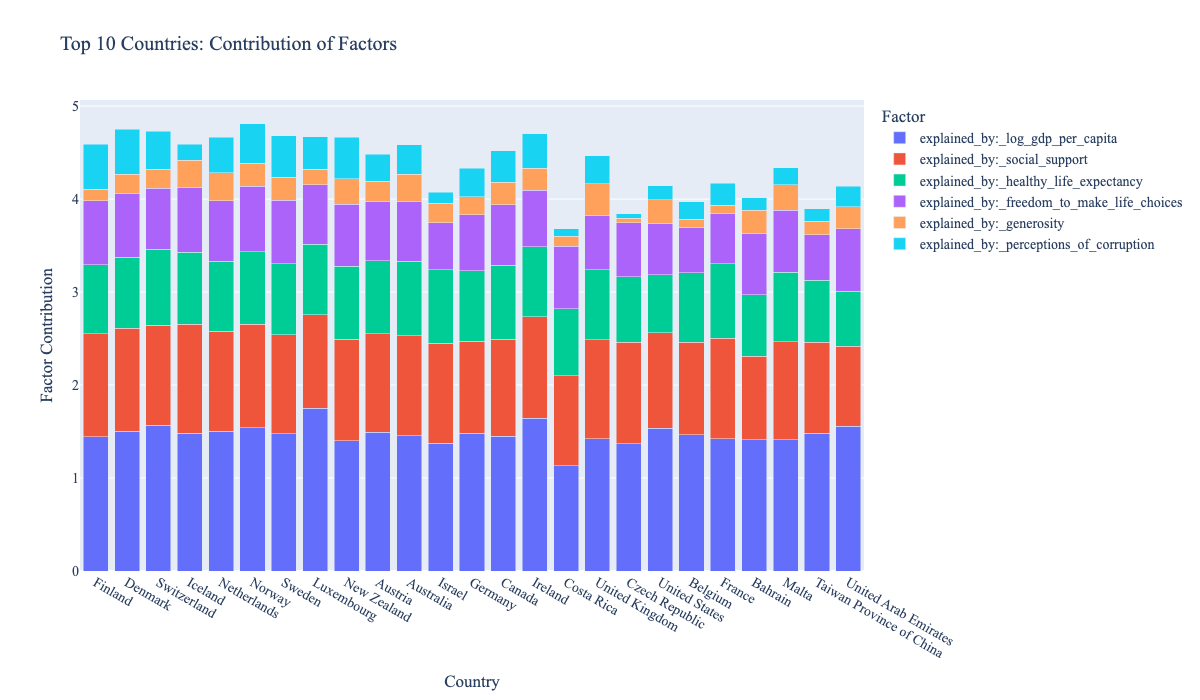 Top 10 Countries: Contribution of Factors
Factor
explained_by:_log_gdp_per_capita
explained_by:_social_support
explained_by:_healthy_life_expectancy
explained_by:_freedom_to_make_life_choices
explained_by:_generosity
explained_by:_perceptions_of_corruption
Factor Contribution
5
4
3
2
1
0
Finland
Denmark
Switzerland
Iceland
Netherlands
Norway
Sweden
Luxembourg
New Zealand
Austria
Australia
Israel
Germany
Canada
Ireland
Costa Rica
United Kingdom
Czech Republic
United States
Belgium
France
Bahrain
Malta
Taiwan Province of China
United Arab Emirates
Country